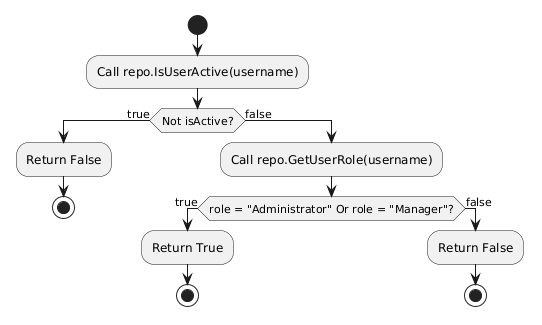 Call repo.IsUserActive(username)
true
Not isActive?
false
Return False
Call repo.GetUserRole(username)
true
role = "Administrator" Or role = "Manager"?
false
Return True
Return False